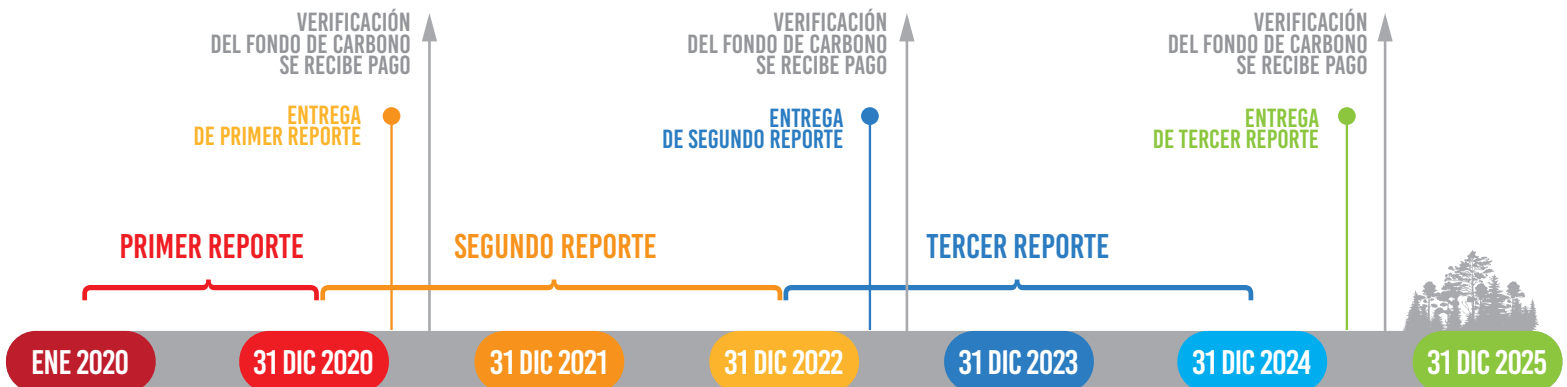 VERIFICACIÓN
DEL FONDO DE CARBONO
SE RECIBE PAGO
VERIFICACIÓN
DEL FONDO DE CARBONO
SE RECIBE PAGO
VERIFICACIÓN
DEL FONDO DE CARBONO
SE RECIBE PAGO
ENTREGA
DE PRIMER REPORTE
ENTREGA
DE SEGUNDO REPORTE
ENTREGA
DE TERCER REPORTE
PRIMER REPORTE
SEGUNDO REPORTE
TERCER REPORTE
ENE 2020
31 DIC 2020
31 DIC 2021
31 DIC 2022
31 DIC 2023
31 DIC 2024
31 DIC 2025